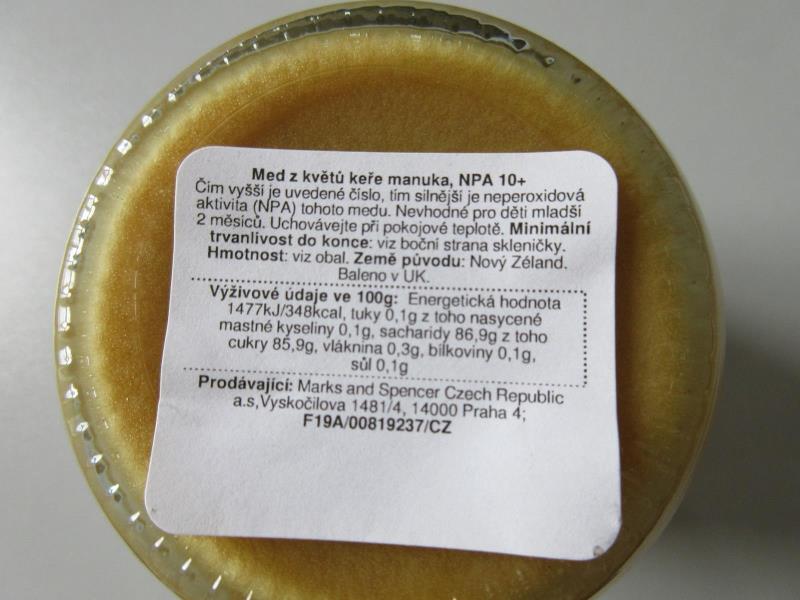 Med z květů keře manuka, NPA 10+
Čím vyšší je uvedené číslo, tím silnější je neperoxidová
aktivita (NPA) tohoto medu. Nevhodné pro děti mladší
2 měsíců. Uchovávejte při pokojové teplotě. Minimální
trvanlivost do konce: viz boční strana skleničky.
Hmotnost: viz obal. Země původu: Nový Zéland.
Baleno v UK.
Výživové údaje ve 100g: Energetická hodnota
1477kJ/348kcal, tuky 0,1g z toho nasycené
mastné kyseliny 0,1g, sacharidy 86,9g z toho
cukry 85,9g, vláknina 0,3g, bílkoviny 0,1g,
sůl 0,1g
Prodávající: Marks and Spencer Czech Republic
a.s,Vyskočilova 1481/4, 14000 Praha 4;
F19A/00819237/CZ